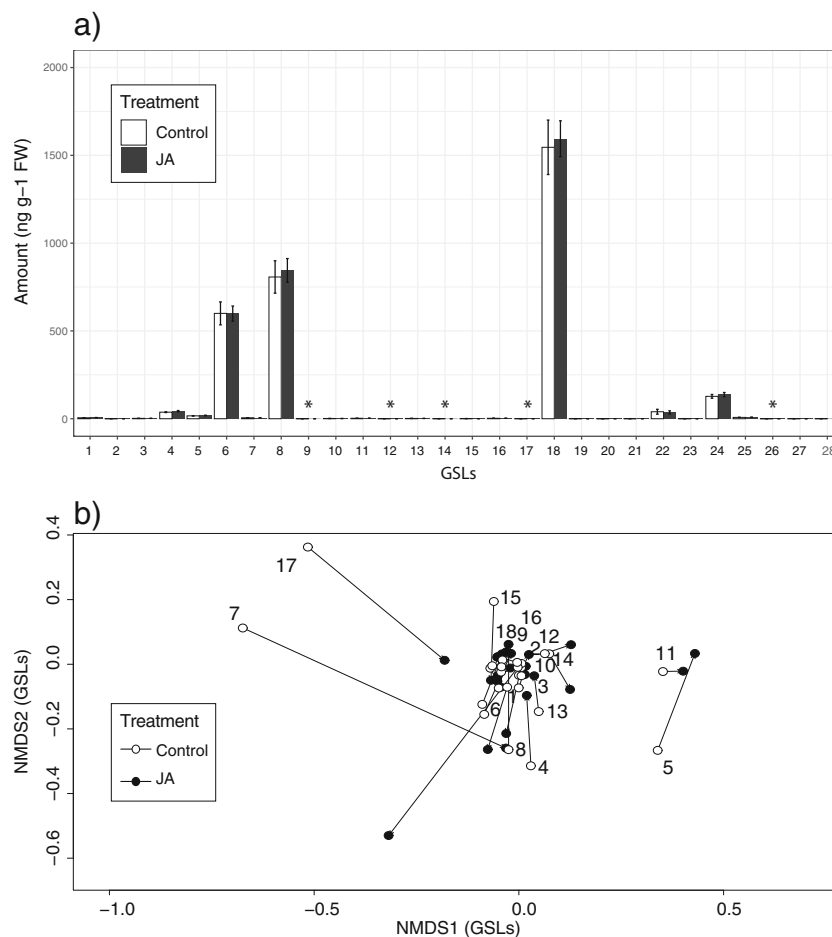 a)
Amount (ng g–1 FW)
2000
1500
1000
500
0
Treatment
Control
JA
* * * * *
1 2 3 4 5 6 7 8 9 10 11 12 13 14 15 16 17 18 19 20 21 22 23 24 25 26 27 28
GSLs
b)
NMDS2 (GSLs)
0.4
0.2
0.0
−0.2
−0.4
−0.6
17
7
15
16
18 9
12
2
14
10
11
3
6
1
13
8
4
5
Treatment
Control
JA
−1.0 −0.5 0.0 0.5
NMDS1 (GSLs)